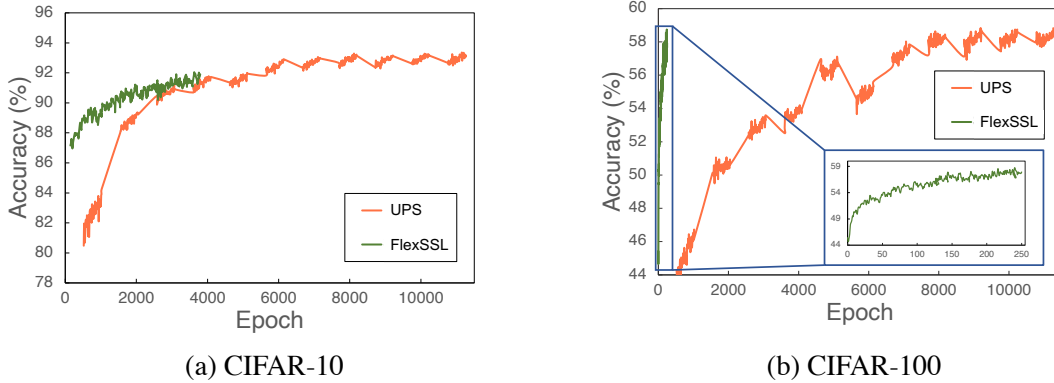 96
94
92
90
88
86
84
82
80
78
Accuracy (%)
UPS
FlexSSL
0 2000 4000 6000 8000 10000
Epoch
(a) CIFAR-10
60
58
56
54
52
50
48
46
44
Accuracy (%)
UPS
FlexSSL
59
54
49
44
0 50 100 150 200 250
0 2000 4000 6000 8000 10000
Epoch
(b) CIFAR-100